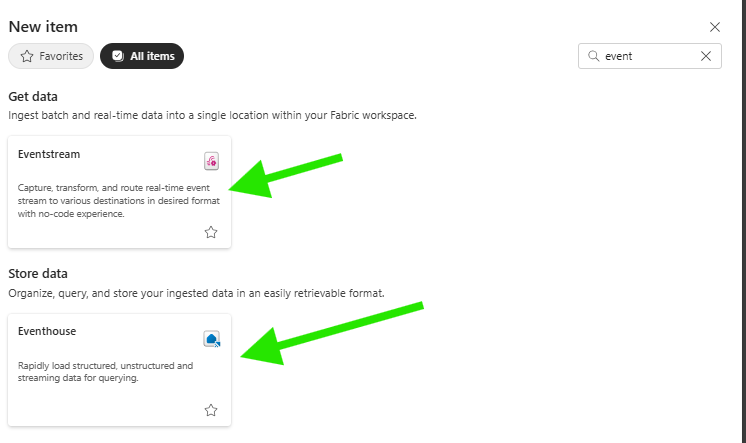 New item
Favorites
All items
event
Get data
Ingest batch and real-time data into a single location within your Fabric workspace.
Eventstream
Capture, transform, and route real-time event
stream to various destinations in desired format
with no-code experience.
Store data
Organize, query, and store your ingested data in an easily retrievable format.
Eventhouse
Rapidly load structured, unstructured and
streaming data for querying.